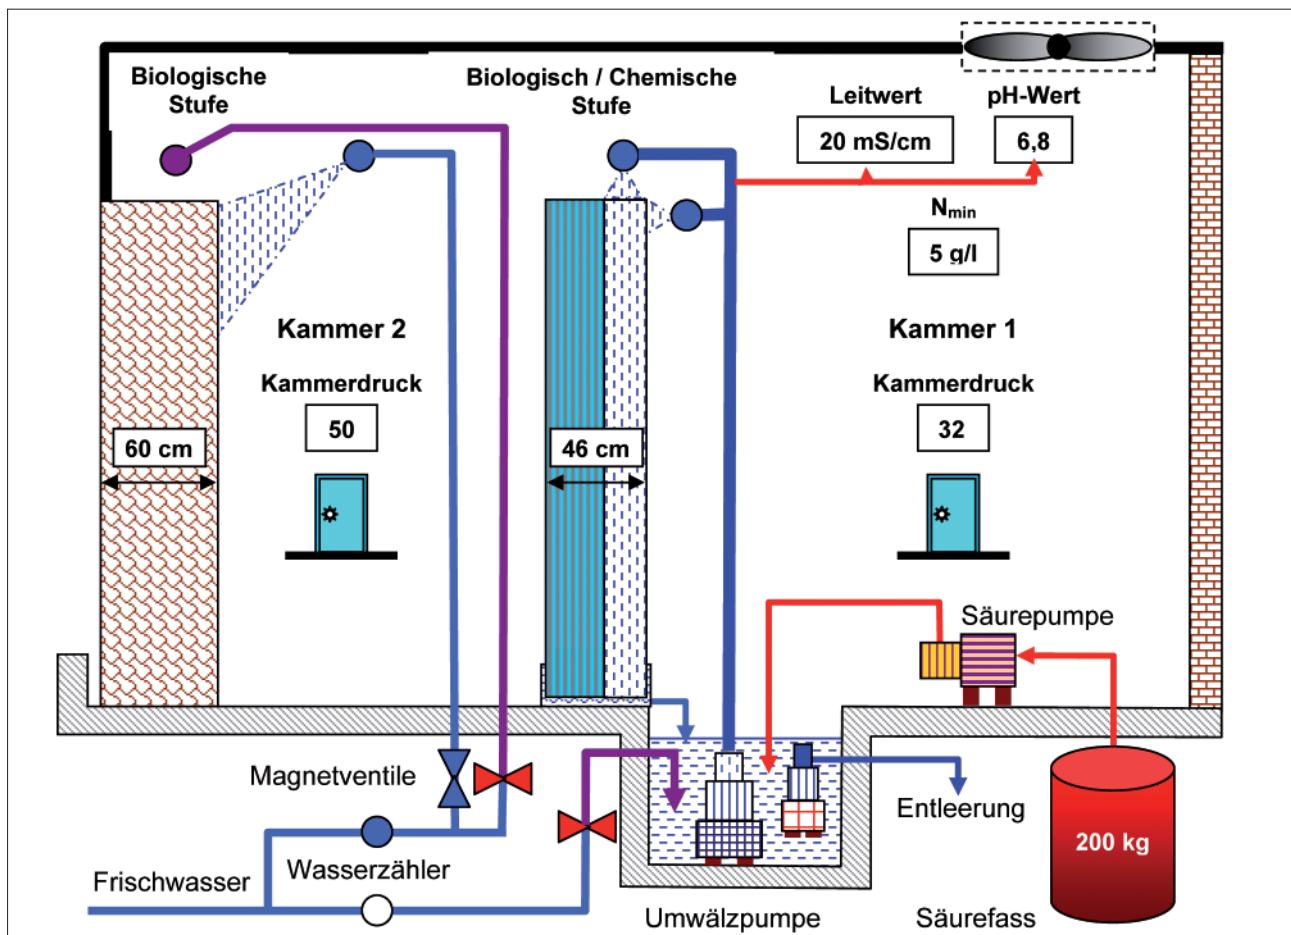 Biologische
Stufe
Biologisch / Chemische
Stufe
Leitwert
pH-Wert
20 mS/cm
6,8
Nmin
5 g/l
Kammer 2
Kammer 1
Kammerdruck
Kammerdruck
50
32
60 cm
46 cm
Säurepumpe
Magnetventile
Entleerung
200 kg
Wasserzähler
Frischwasser
Umwälzpumpe
Säurefass